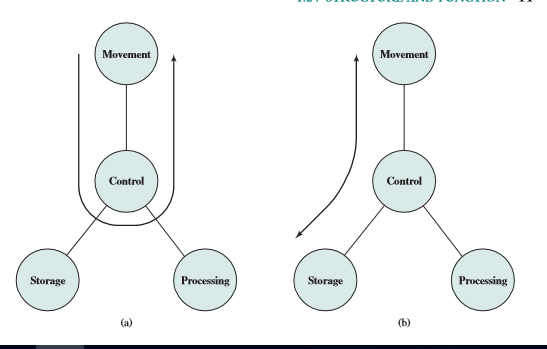 1.2 / STRUCTURE AND FUNCTION 11
Movement
Control
Storage
Processing
(a)
Movement
Control
Storage
Processing
(b)